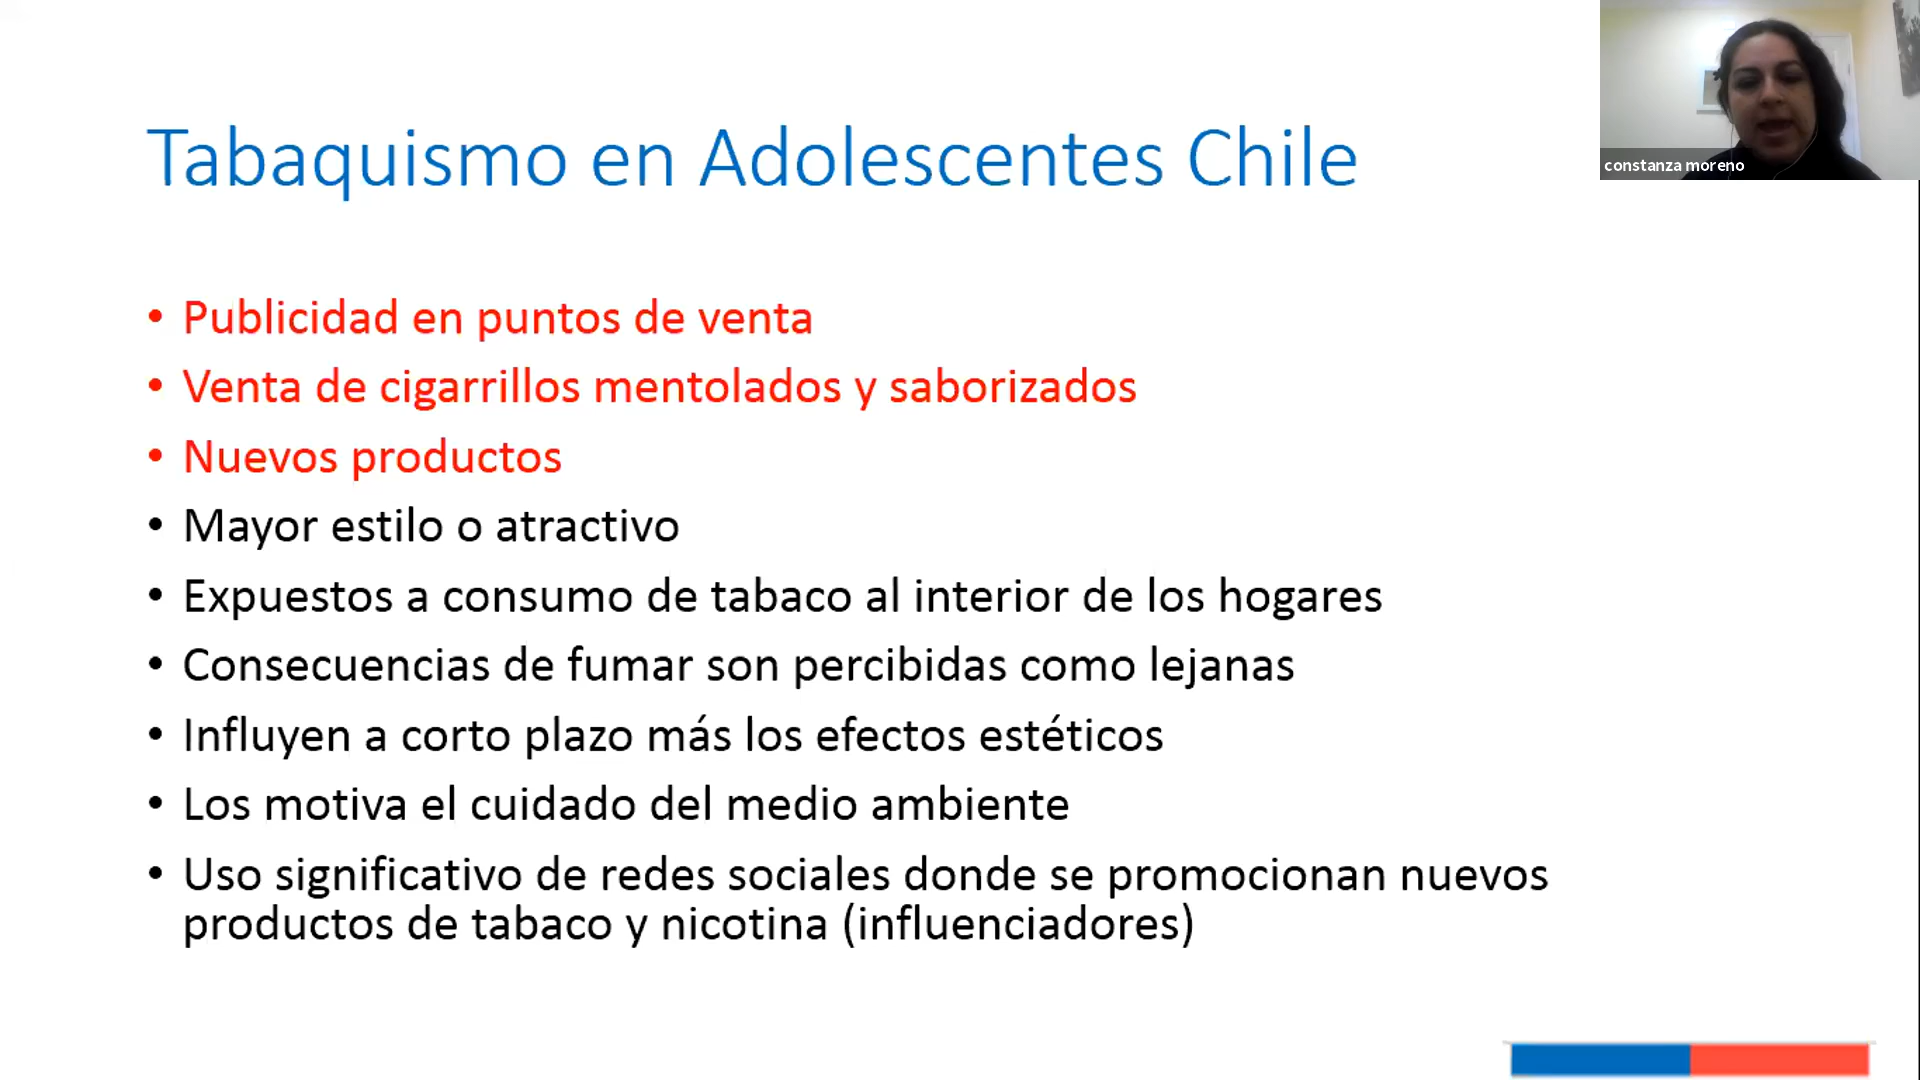 constanza moreno
Tabaquismo en Adolescentes Chile
• Publicidad en puntos de venta
• Venta de cigarrillos mentolados y saborizados
• Nuevos productos
• Mayor estilo o atractivo
• Expuestos a consumo de tabaco al interior de los hogares
• Consecuencias de fumar son percibidas como lejanas
• Influyen a corto plazo más los efectos estéticos
• Los motiva el cuidado del medio ambiente
• Uso significativo de redes sociales donde se promocionan nuevos
productos de tabaco y nicotina (influenciadores)